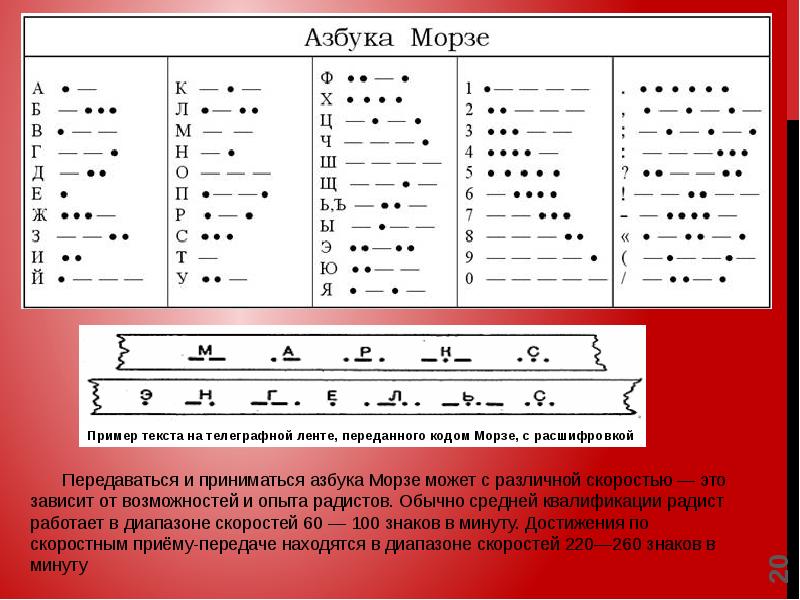 Азбука Морзе
А • —
Б — • • •
В • — —
Г — — •
Д — • •
Е •
Ж • • • —
З — — • •
И • •
Й • — — —
К — • —
Л • — • •
М — —
Н — •
О — — —
П • — — •
Р • — •
С • • •
Т —
У • • —
Ф • • — •
Х • • • •
Ц — • — •
Ч — — — •
Ш — — — —
Щ — — • —
Ь,Ъ — • • —
Ы — • — —
Э • • — • •
Ю • • — —
Я • — • —
1 • — — — —
2 • • — — —
3 • • • — —
4 • • • • —
5 • • • • •
6 — • • • •
7 — — • • •
8 — — — • •
9 — — — — •
0 — — — — —
. • • • • • •
, • — • — • —
; — • — • — •
: — — — • • •
? • • — — • •
! — — • • — —
– — • • • • —
« • — • • — •
( — • — — • —
/ — • • — •
М А Р Н С
Э Н Г Е Л Ь С
Пример текста на телеграфной ленте, переданного кодом Морзе, с расшифровкой
Передаваться и приниматься азбука Морзе может с различной скоростью — это
зависит от возможностей и опыта радистов. Обычно средней квалификации радист
работает в диапазоне скоростей 60 — 100 знаков в минуту. Достижения по
скоростным приёму-передаче находятся в диапазоне скоростей 220—260 знаков в
минуту
20